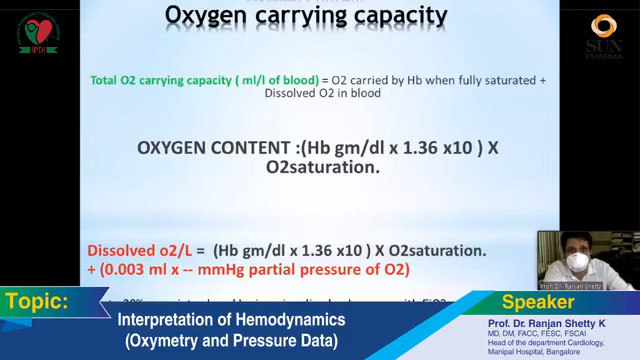 Oxygen carrying capacity
IPDI
SUN
PHARMA
Total O2 carrying capacity ( ml/l of blood) = O2 carried by Hb when fully saturated +
Dissolved O2 in blood
OXYGEN CONTENT :(Hb gm/dl x 1.36 x10 ) X
O2saturation.
Dissolved o2/L = (Hb gm/dl x 1.36 x10 ) X O2saturation.
+ (0.003 ml x -- mmHg partial pressure of O2)
Prof. Dr. Ranjan Shetty
Topic:
Interpretation of Hemodynamics
(Oxymetry and Pressure Data)
Speaker
Prof. Dr. Ranjan Shetty K
MD, DM, FACC, FESC, FSCAI
Head of the department Cardiology,
Manipal Hospital, Bangalore